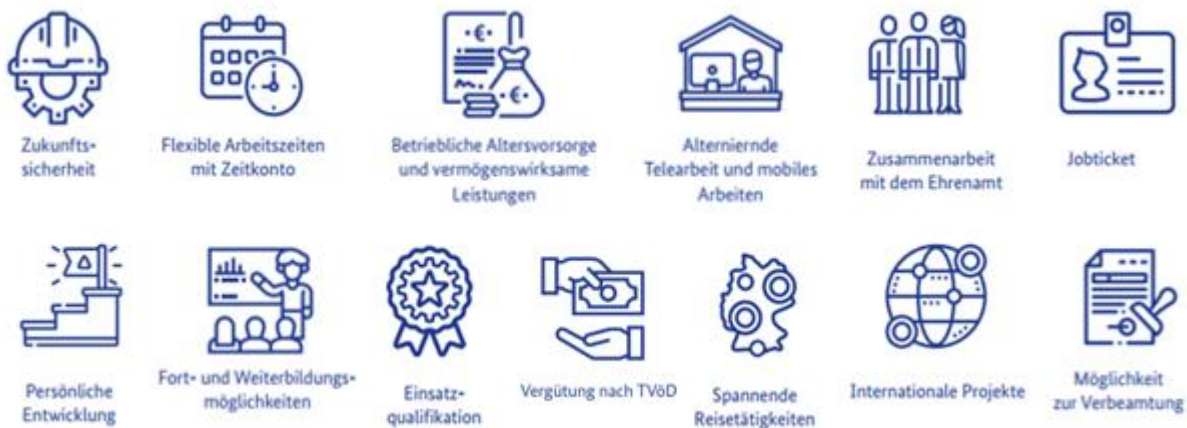 Zukunfts-
sicherheit
Flexible Arbeitszeiten
mit Zeitkonto
Betriebliche Altersvorsorge
und vermögenswirksame
Leistungen
Alterniernde
Telearbeit und mobiles
Arbeiten
Zusammenarbeit
mit dem Ehrenamt
Jobticket
Persönliche
Entwicklung
Fort- und Weiterbildungs-
möglichkeiten
Einsatz-
qualifikation
Vergütung nach TVöD
Spannende
Reisetätigkeiten
Internationale Projekte
Möglichkeit
zur Verbeamtung